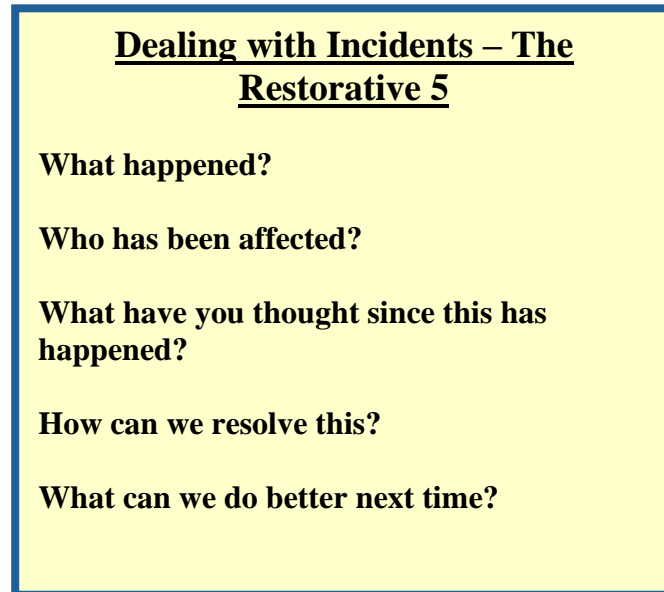 Dealing with Incidents – The
Restorative 5
What happened?
Who has been affected?
What have you thought since this has
happened?
How can we resolve this?
What can we do better next time?